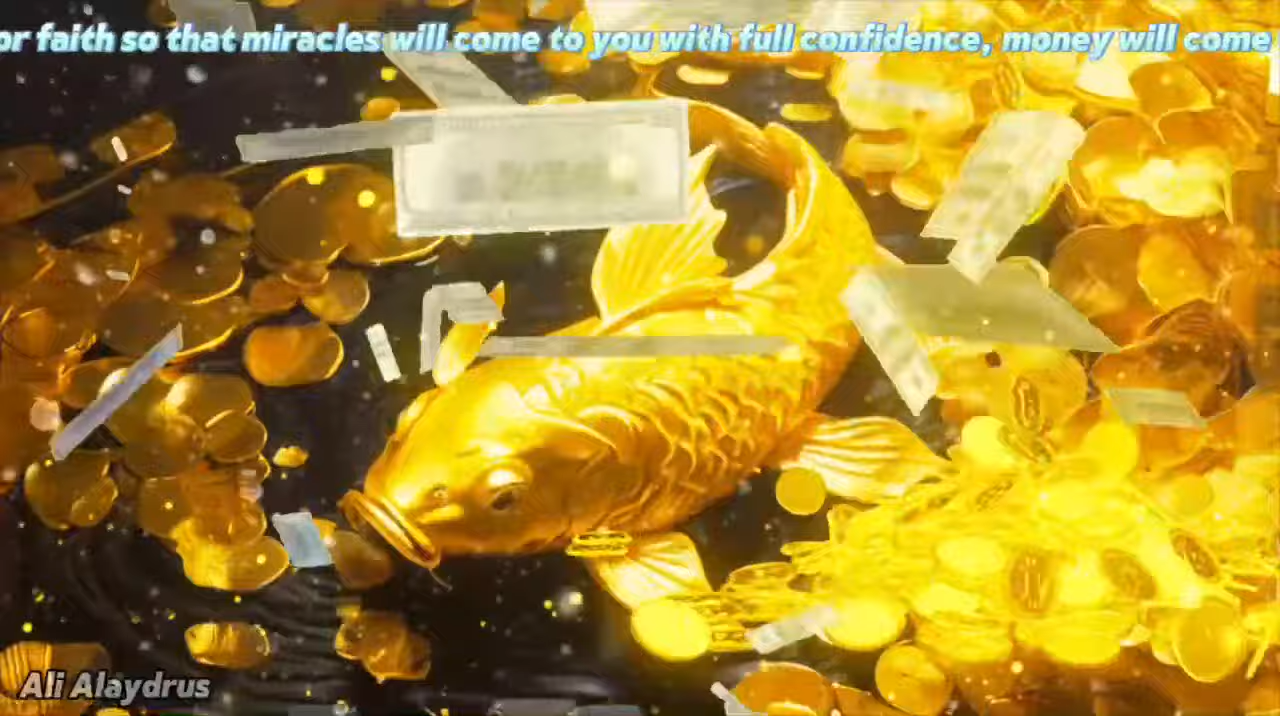 or faith so that miracles will come to you with full confidence, money will come
Ali Alaydrus